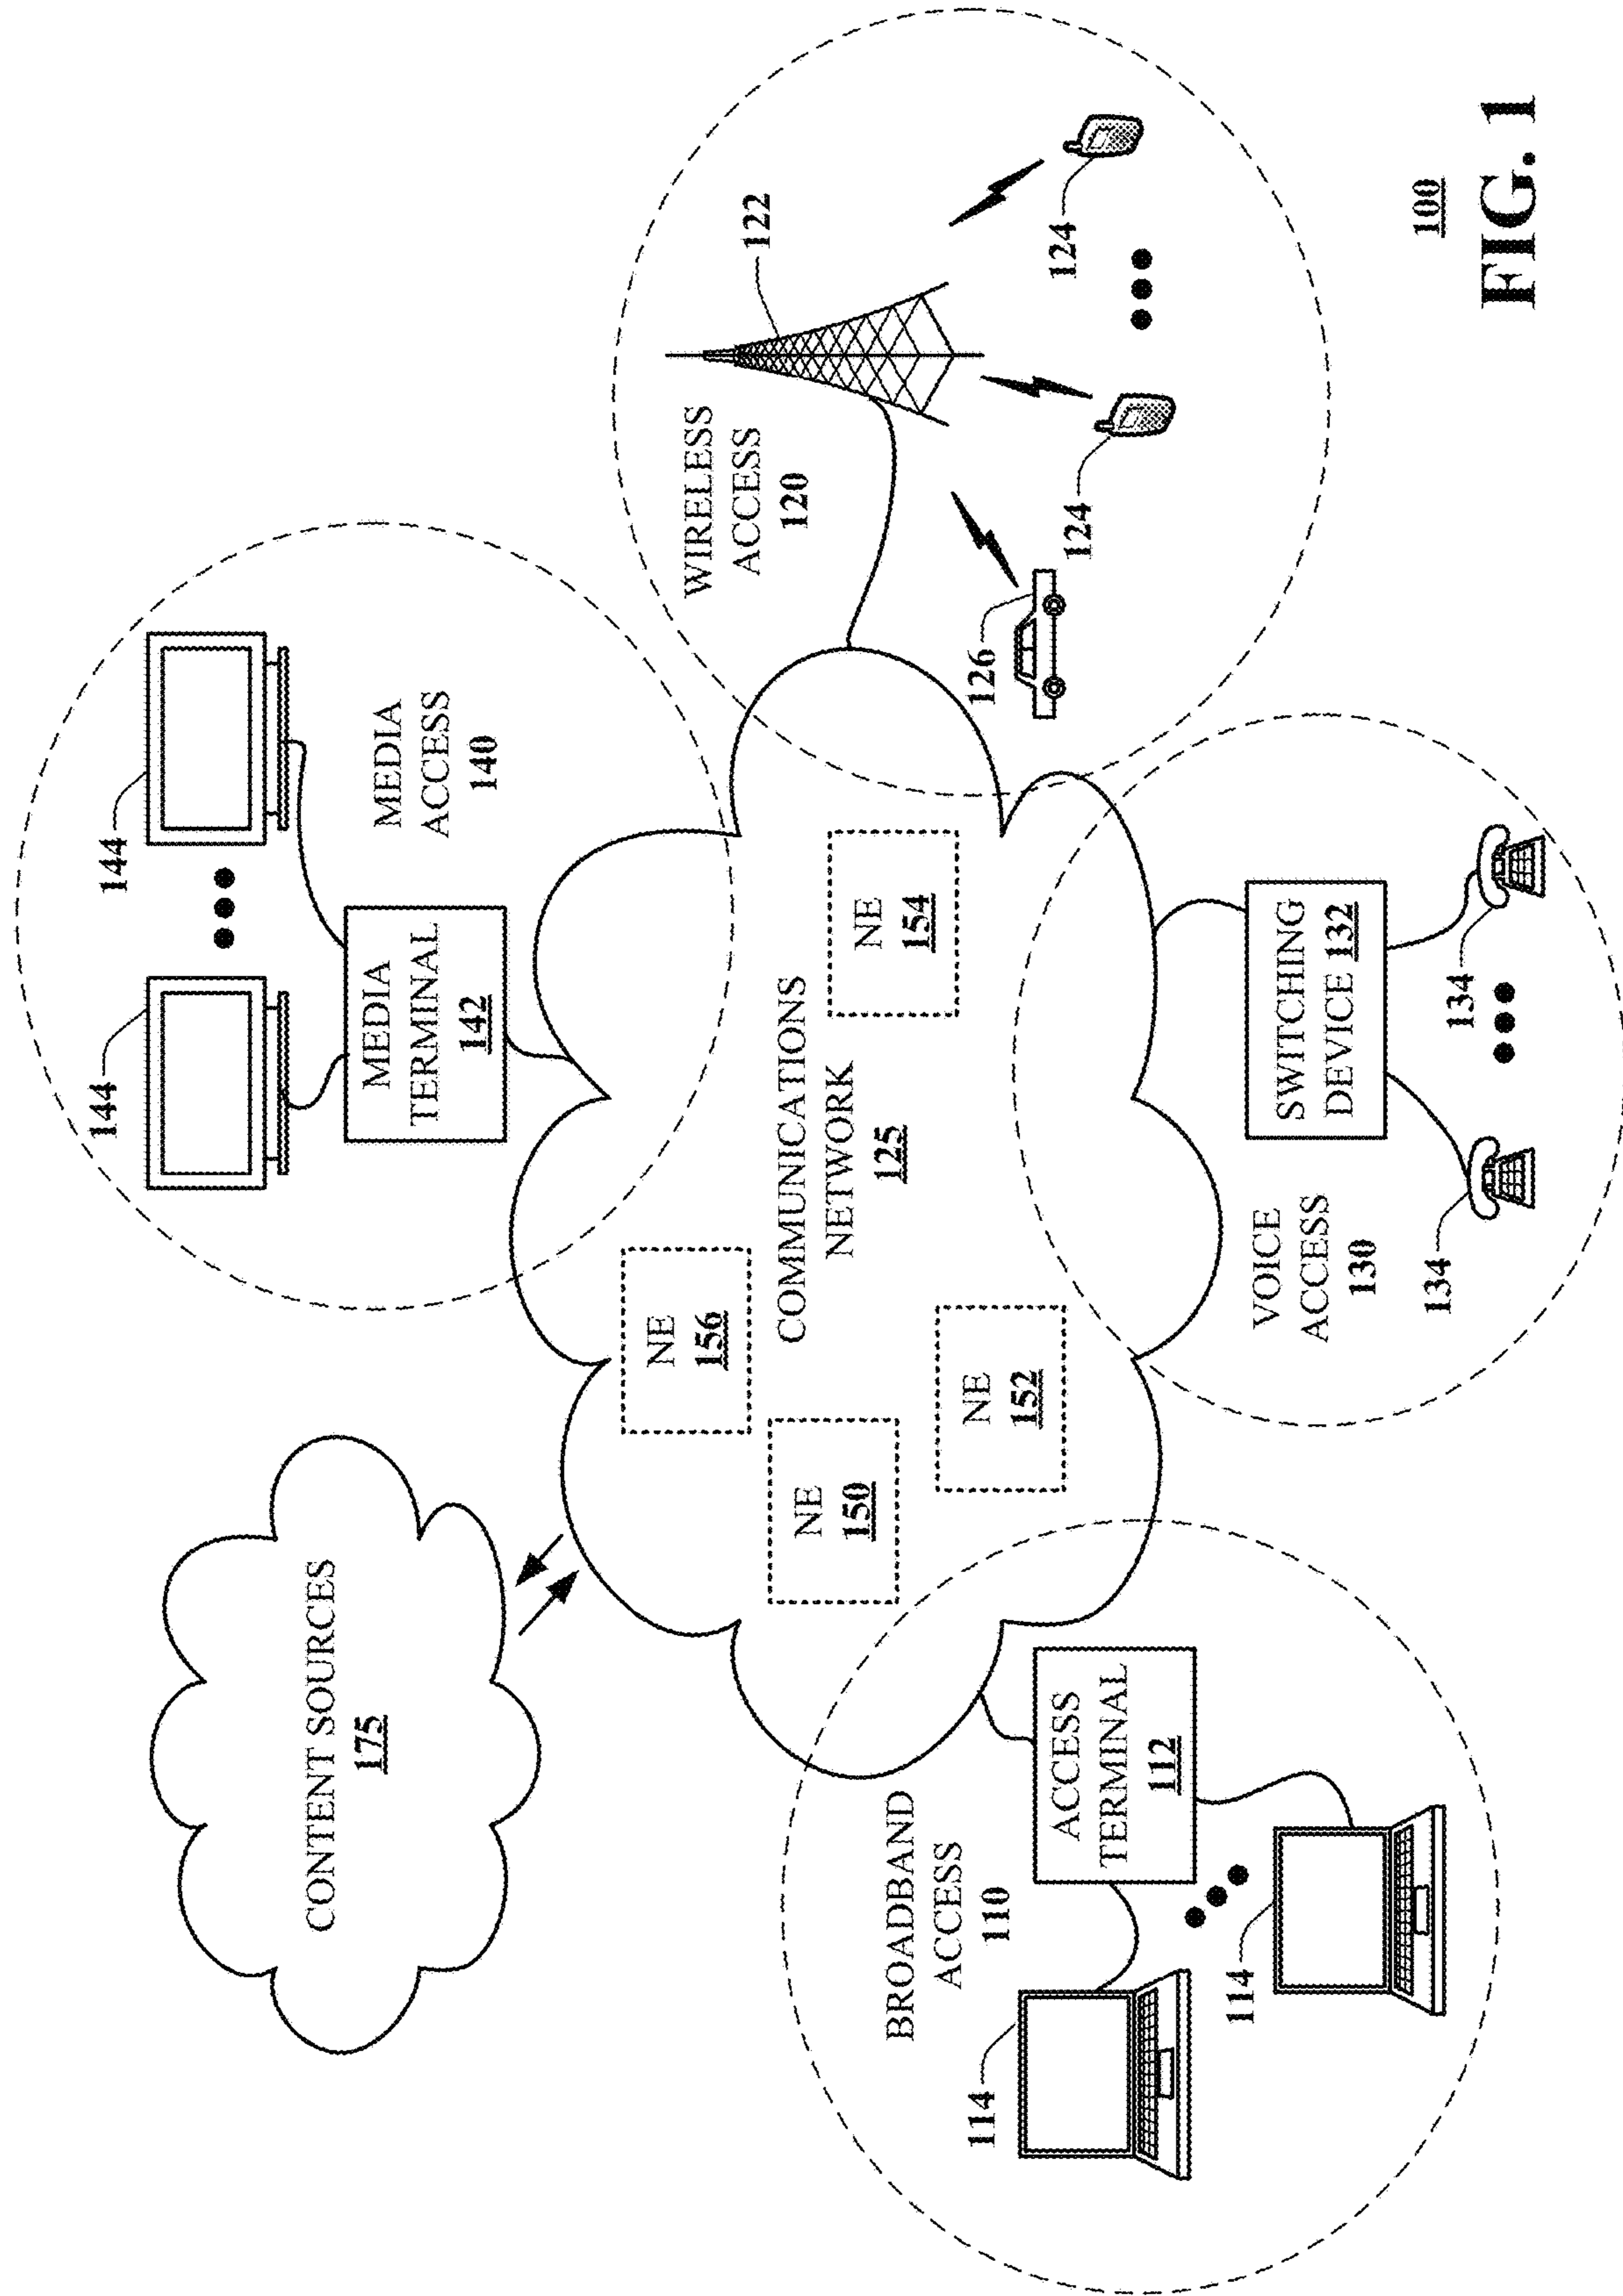 CONTENT SOURCES
175
144
144
MEDIA
TERMINAL
142
MEDIA
ACCESS
140
WIRELESS
ACCESS
120
122
126
124
124
NE
156
NE
150
NE
152
NE
154
COMMUNICATIONS
NETWORK
125
BROADBAND
ACCESS
110
ACCESS
TERMINAL
112
114
114
VOICE
ACCESS
130
SWITCHING
DEVICE 132
134
134
100
FIG. 1